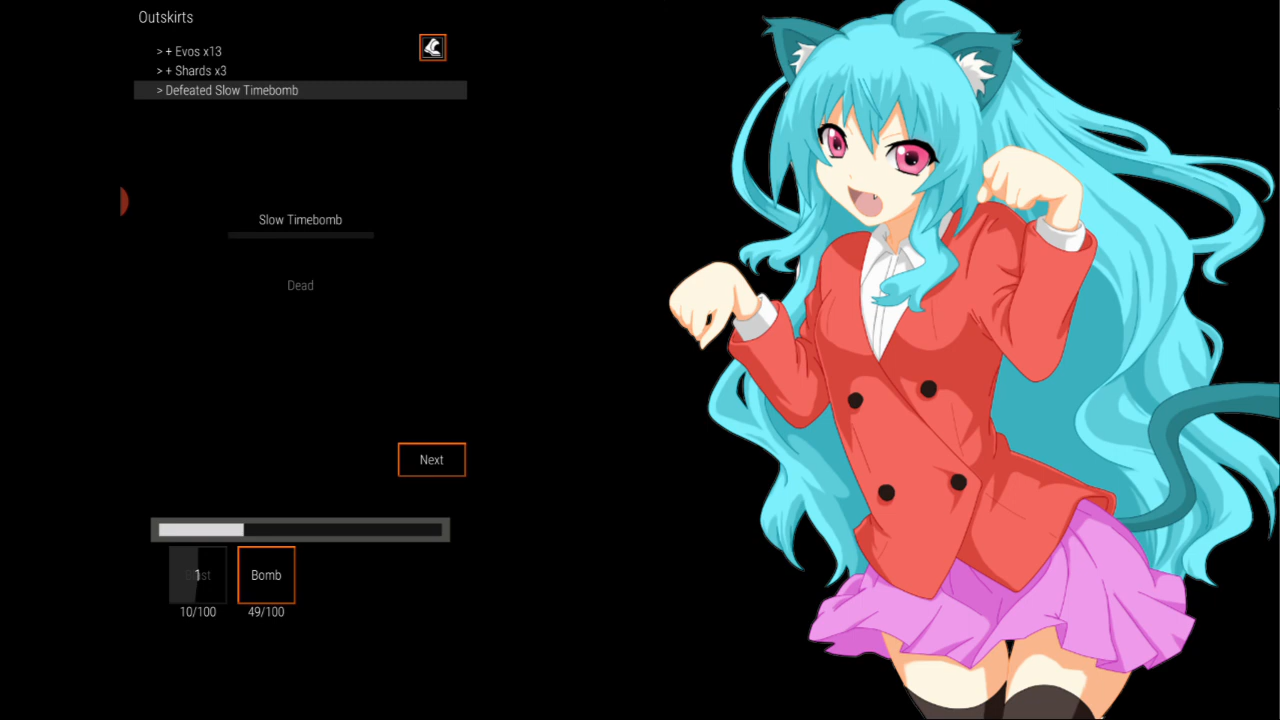 Outskirts
> + Evos x13
> + Shards x3
> Defeated Slow Timebomb
Slow Timebomb
Dead
Next
1
Bomb
10/100
49/100